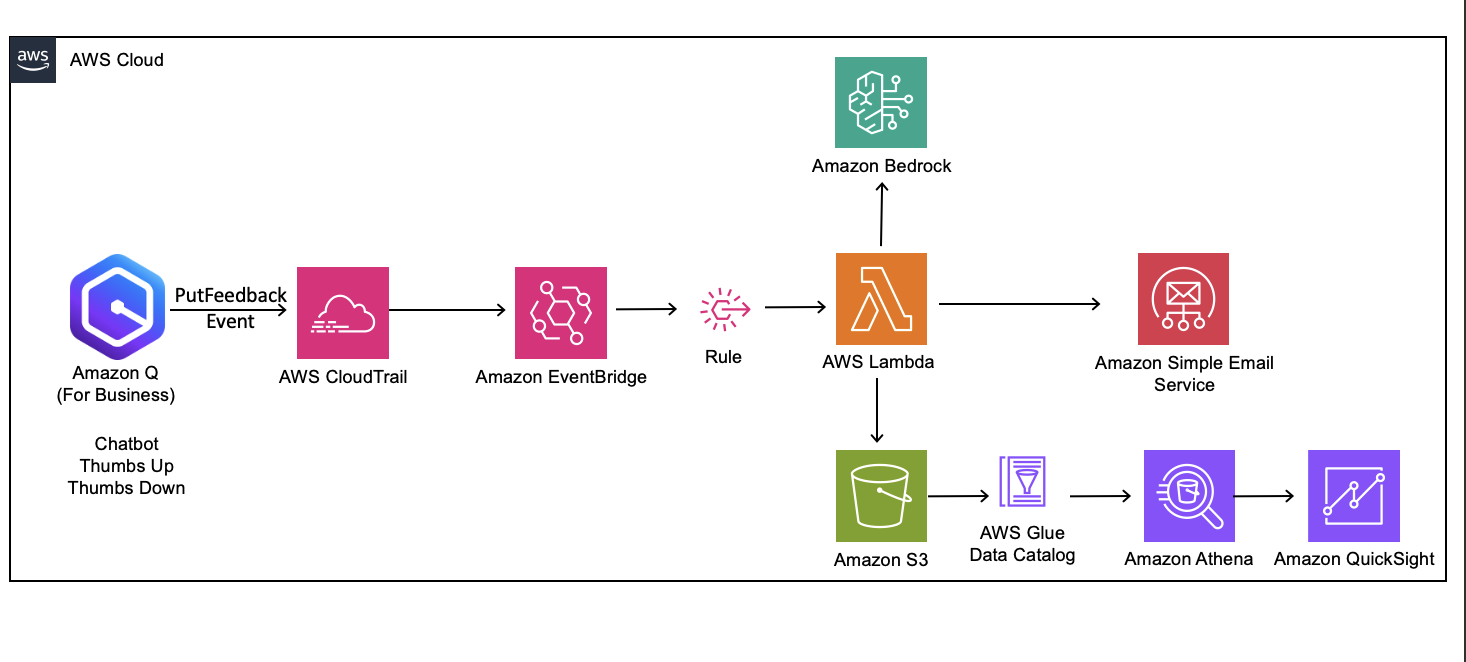 aws
AWS Cloud
Amazon Bedrock
PutFeedback
Event
Amazon Q
(For Business)
Chatbot
Thumbs Up
Thumbs Down
AWS CloudTrail
Amazon EventBridge
Rule
AWS Lambda
Amazon Simple Email
Service
Amazon S3
AWS Glue
Data Catalog
Amazon Athena
Amazon QuickSight